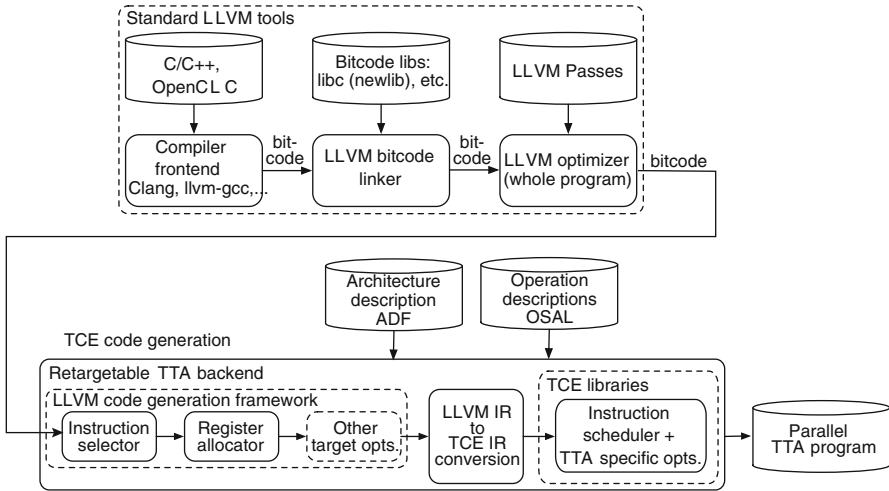 Standard LLVM tools
C/C++,
OpenCL C
Bitcode libs:
libc (newlib), etc.
LLVM Passes
Compiler
frontend
Clang, llvm-gcc,...
bit-
code
LLVM bitcode
linker
bit-
code
LLVM optimizer
(whole program)
bitcode
Architecture
description
ADF
Operation
descriptions
OSAL
TCE code generation
Retargetable TTA backend
LLVM code generation framework
Instruction
selector
Register
allocator
Other
target opts.
LLVM IR
to
TCE IR
conversion
TCE libraries
Instruction
scheduler +
TTA specific opts.
Parallel
TTA program